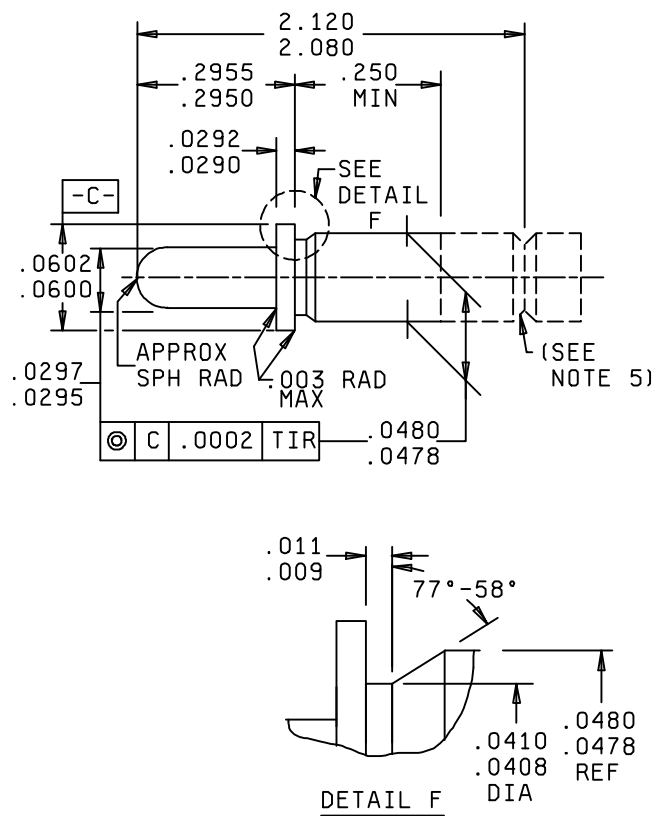 2.120
2.080
.2955
.2950
.250
MIN
.0292
.0290
SEE
DETAIL
F
-C-
.0602
.0600
APPROX
SPH RAD
.003 RAD
MAX
(SEE
NOTE 5)
.0297
.0295
◎ C .0002 TIR
.0480
.0478
.011
.009
77°-58°
.0410
.0408
DIA
.0480
.0478
REF
DETAIL F